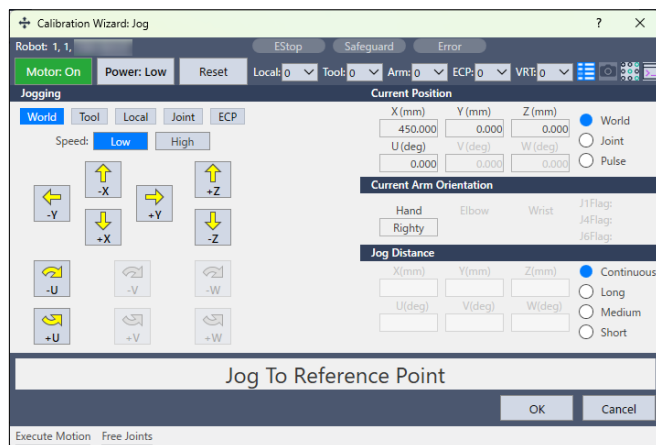 Calibration Wizard: Jog ?
Robot: 1, 1, EStop Safeguard Error
Motor: On Power: Low Reset Local: 0 Tool: 0 Arm: 0 ECP: 0 VRT: 0
Jogging Current Position
World Tool Local Joint ECP
Speed: Low High
-X +Z
-Y +Y
+X -Z
-U -V -W
+U +V +W
X (mm) Y (mm) Z (mm)
450.000 0.000 0.000
U (deg) V (deg) W (deg)
0.000 0.000 0.000
World
Joint
Pulse
Current Arm Orientation
Hand Elbow Wrist
Righty
J1Flag:
J4Flag:
J6Flag:
Jog Distance
X(mm) Y(mm) Z(mm)
U(deg) V(deg) W(deg)
Continuous
Long
Medium
Short
Jog To Reference Point
OK Cancel
Execute Motion Free Joints